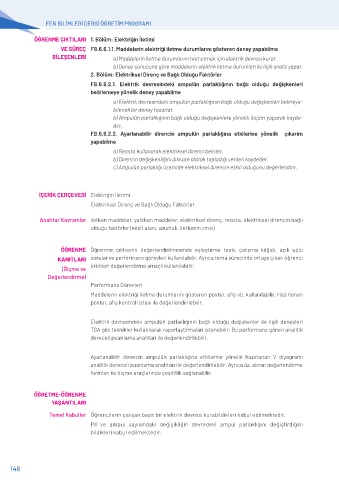 FEN BİLİMLERİ DERSİ ÖĞRETİM PROGRAMI
ÖĞRENME ÇIKTILARI VE SÜREÇ BİLEŞENLERİ
1. Bölüm: Elektriğin İletimi
FB.6.6.1.1. Maddelerin elektriği iletme durumlarını gösteren deney yapabilme
a) Maddelerin iletme durumlarını test etmek için elektrik devresi kurar.
b) Deney sonucuna göre maddelerin elektrik iletme durumları ile ilgili analiz yapar.
2. Bölüm: Elektriksel Direnç ve Bağlı Olduğu Faktörler
FB.6.6.2.1. Elektrik devresindeki ampulün parlaklığının bağlı olduğu değişkenleri
belirlemeye yönelik deney yapabilme
a) Elektrik devresindeki ampulün parlaklığının bağlı olduğu değişkenleri belirleye-
bilecek bir deney tasarlar.
b) Ampulün parlaklığının bağlı olduğu değişkenlere yönelik ölçüm yaparak kayde-
der.
FB.6.6.2.2. Ayarlanabilir direncin ampulün parlaklığına etkilerine yönelik çıkarım
yapabilme
a) Reosta kullanarak elektriksel direnci belirler.
b) Direncin değişkenliğini dikkate alarak topladığı verileri kaydeder.
c) Ampulün parlaklığı üzerinde elektriksel direncin etkili olduğunu değerlendirir.
İÇERİK ÇERÇEVESİ
Elektriğin İletimi
Elektriksel Direnç ve Bağlı Olduğu Faktörler
Anahtar Kavramlar
iletken maddeler, yalıtkan maddeler, elektriksel direnç, reosta, elektriksel direncin bağlı
olduğu faktörler (kesit alanı, uzunluk, iletkenin cinsi)
ÖĞRENME KANITLARI (Ölçme ve Değerlendirme)
Öğrenme çıktısının değerlendirilmesinde eşleştirme testi, çalışma kâğıdı, açık uçlu
sorular ve performans görevleri kullanılabilir. Ayrıca tema sürecinde ortaya çıkan öğrenci
ürünleri değerlendirme amaçlı kullanılabilir.
Performans Görevleri
Maddelerin elektriği iletme durumlarını gösteren poster, afiş vb. kullanılabilir. Hazırlanan
poster, afiş kontrol listesi ile değerlendirilebilir.
Elektrik devresindeki ampulün parlaklığının bağlı olduğu değişkenler ile ilgili deneyleri
TGA gibi teknikler kullanılarak raporlaştırmaları istenebilir. Bu performans görevi analitik
dereceli puanlama anahtarı ile değerlendirilebilir.
Ayarlanabilir direncin ampulün parlaklığına etkilerine yönelik hazırlanan V diyagramı
analitik dereceli puanlama anahtarı ile değerlendirilebilir. Ayrıca öz, akran değerlendirme
formları ile ölçme araçlarında çeşitlilik sağlanabilir.
ÖĞRETME-ÖĞRENME YAŞANTILARI
Temel Kabuller
Öğrencilerin çalışan basit bir elektrik devresi kurabildikleri kabul edilmektedir.
Pil ve ampul sayısındaki değişikliğin devredeki ampul parlaklığını değiştirdiğini
bildikleri kabul edilmektedir.
146